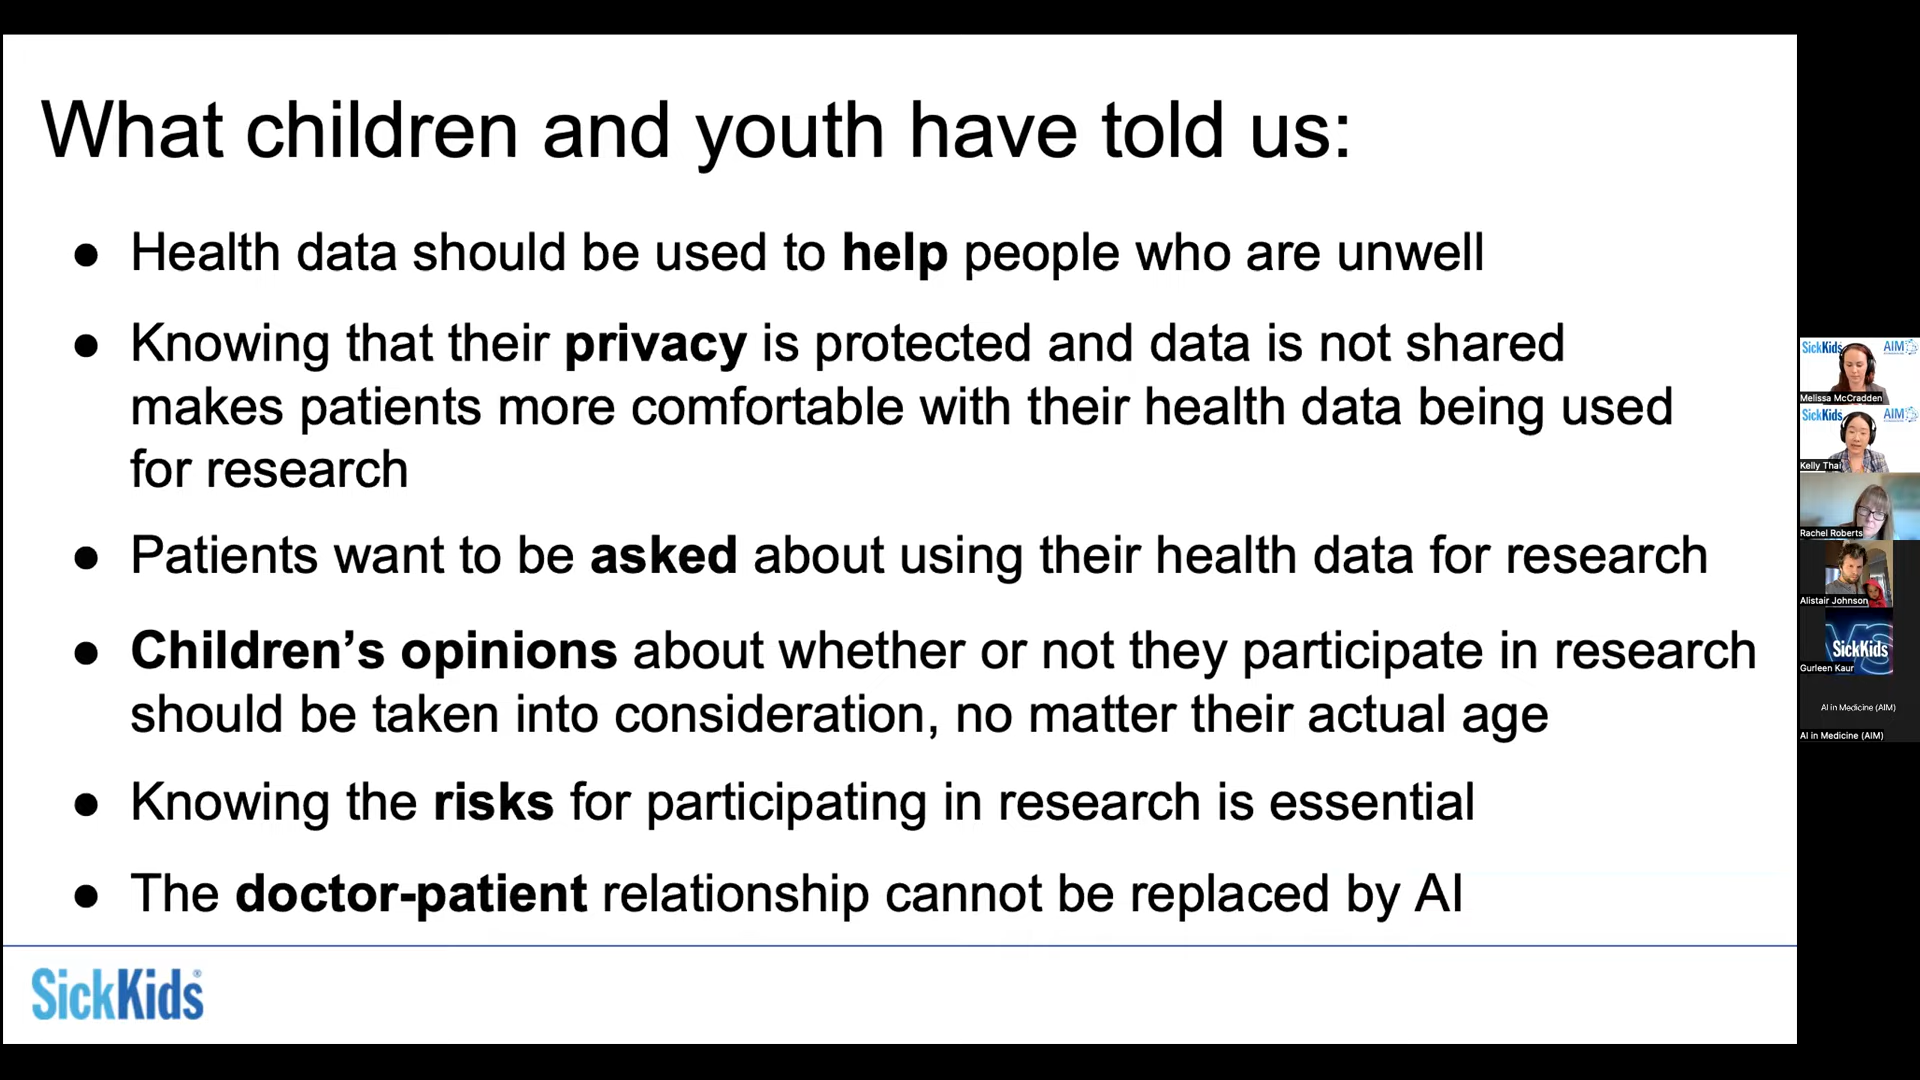 What children and youth have told us:
● Health data should be used to help people who are unwell
● Knowing that their privacy is protected and data is not shared
makes patients more comfortable with their health data being used
for research
● Patients want to be asked about using their health data for research
● Children’s opinions about whether or not they participate in research
should be taken into consideration, no matter their actual age
● Knowing the risks for participating in research is essential
● The doctor-patient relationship cannot be replaced by AI
SickKids®
SickKids AIM
Melissa McCradden
SickKids AIM
Kelly Thai
Rachel Roberts
Alistair Johnson
VS
SickKids
Gurleen Kaur
AI in Medicine (AIM)
AI in Medicine (AIM)